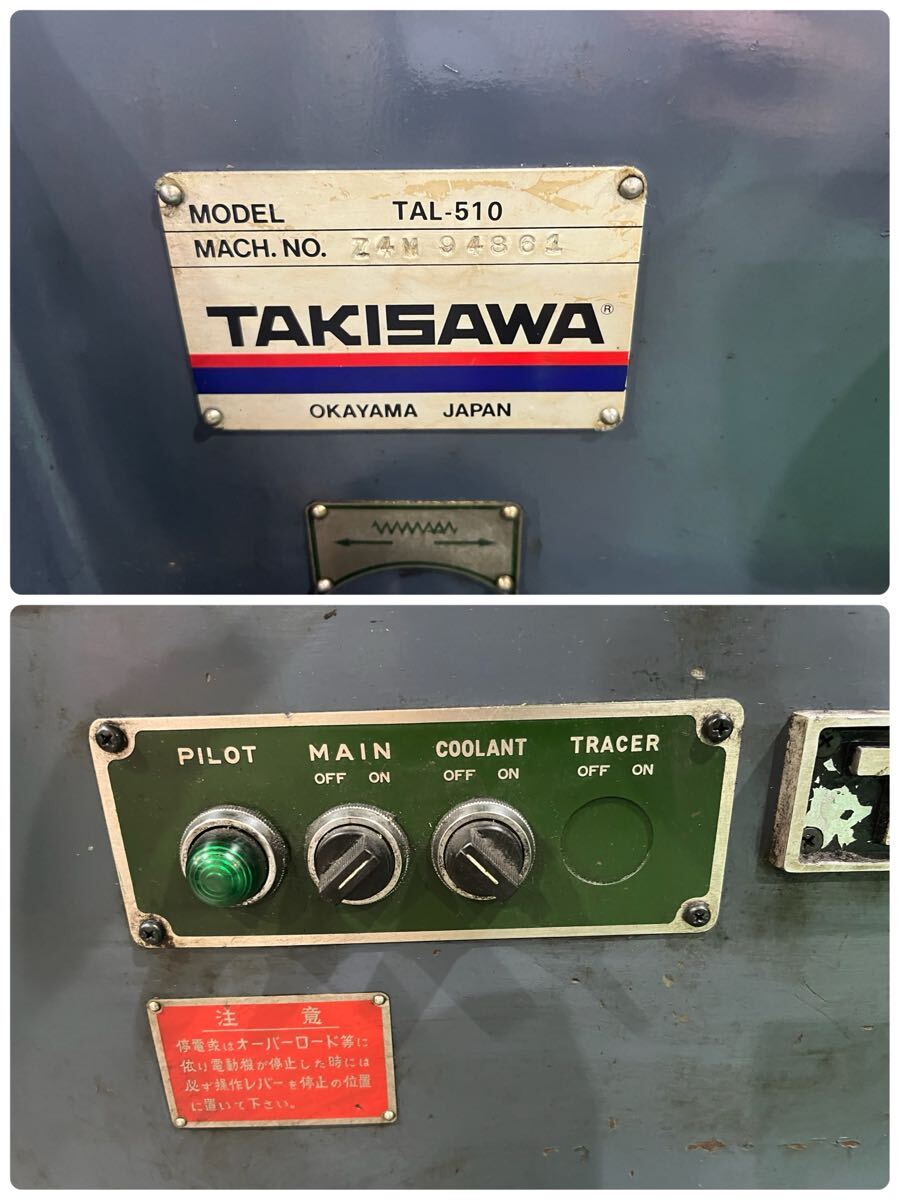 MODEL TAL-510
MACH. NO. Z4M 94861
TAKISAWA®
OKAYAMA JAPAN
PILOT MAIN COOLANT TRACER
OFF ON OFF ON OFF ON
注意
停電或はオーバーロード等に
依り電動機が停止した時には
必ず操作レバーを停止の位置
に置いて下さい。